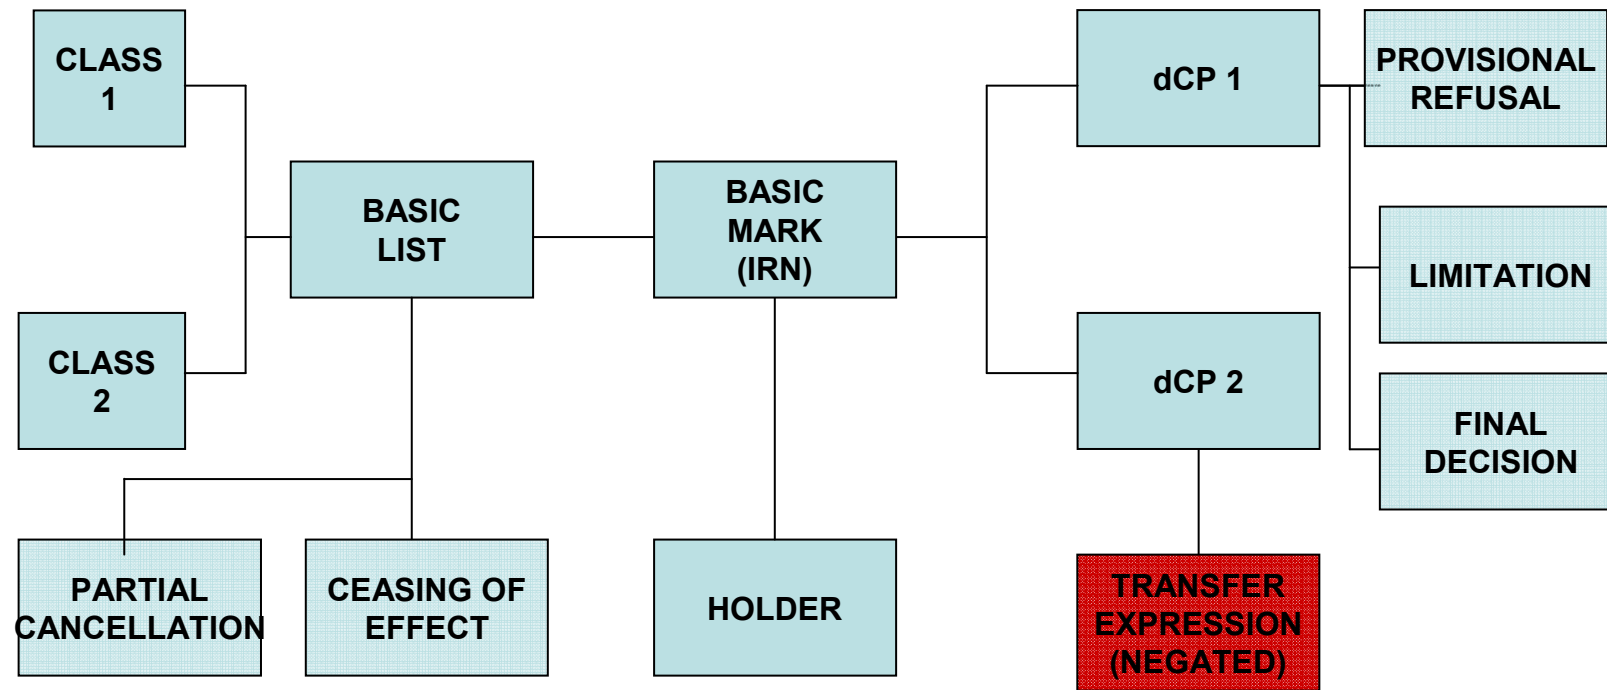 CLASS
1
dCP 1
PROVISIONAL
REFUSAL
BASIC
LIST
BASIC
MARK
(IRN)
LIMITATION
CLASS
2
dCP 2
FINAL
DECISION
PARTIAL
CANCELLATION
CEASING OF
EFFECT
HOLDER
TRANSFER
EXPRESSION
(NEGATED)